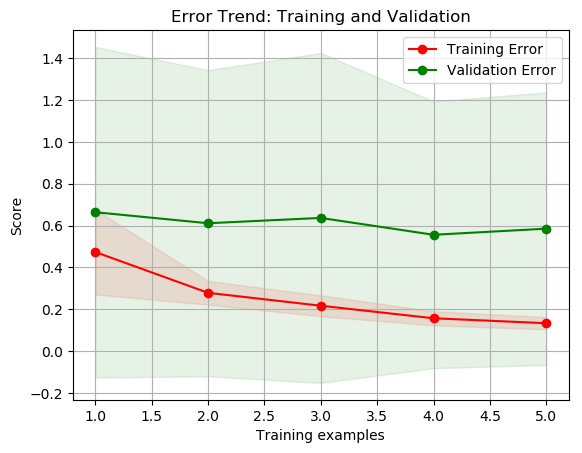 Error Trend: Training and Validation
Training Error
Validation Error
Score
1.4
1.2
1.0
0.8
0.6
0.4
0.2
0.0
−0.2
1.0 1.5 2.0 2.5 3.0 3.5 4.0 4.5 5.0
Training examples